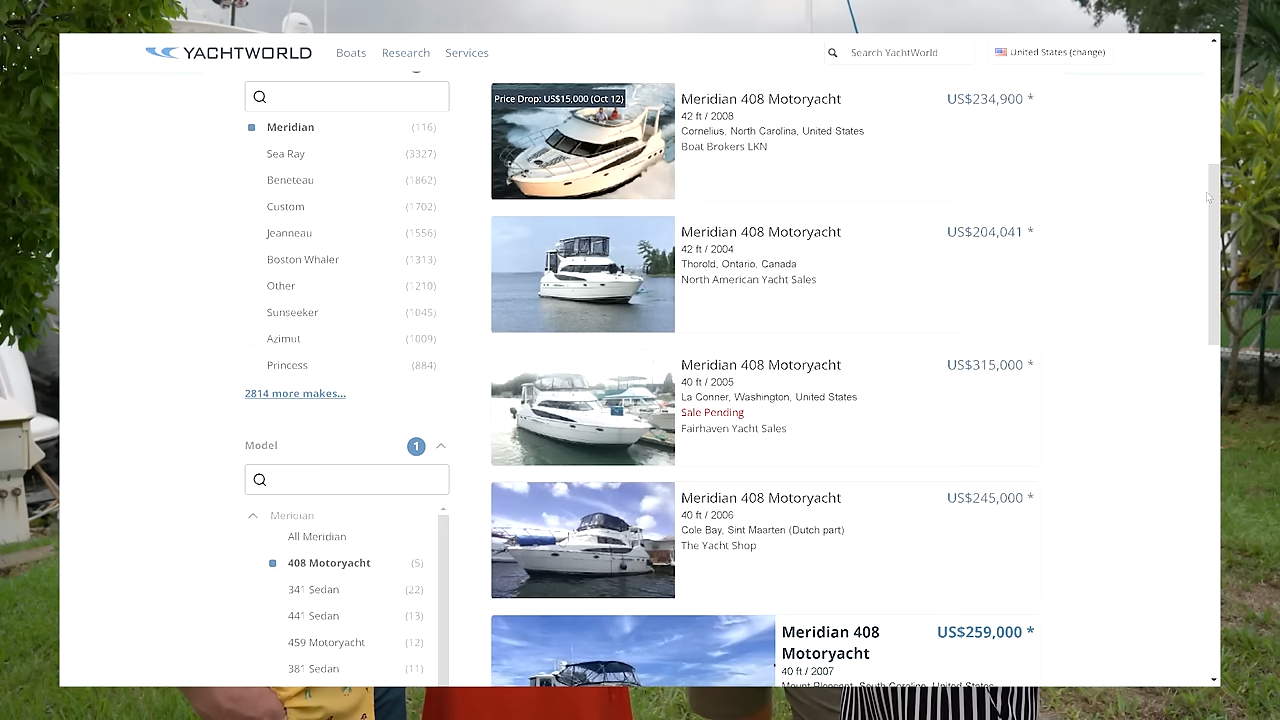 YACHTWORLD
Boats Research Services
Search YachtWorld
United States (change)
Meridian (116)
Sea Ray (3327)
Beneteau (1862)
Custom (1702)
Jeanneau (1556)
Boston Whaler (1313)
Other (1210)
Sunseeker (1045)
Azimut (1009)
Princess (884)
2814 more makes...
Model 1
Meridian
All Meridian
408 Motoryacht (5)
341 Sedan (22)
441 Sedan (13)
459 Motoryacht (12)
381 Sedan (11)
Price Drop: US$15,000 (Oct 12)
Meridian 408 Motoryacht US$234,900 *
42 ft / 2008
Cornelius, North Carolina, United States
Boat Brokers LKN
Meridian 408 Motoryacht US$204,041 *
42 ft / 2004
Thorold, Ontario, Canada
North American Yacht Sales
Meridian 408 Motoryacht US$315,000 *
40 ft / 2005
La Conner, Washington, United States
Sale Pending
Fairhaven Yacht Sales
Meridian 408 Motoryacht US$245,000 *
40 ft / 2006
Cole Bay, Sint Maarten (Dutch part)
The Yacht Shop
Meridian 408 US$259,000 *
Motoryacht
40 ft / 2007
Mount Pleasant, South Carolina, United States